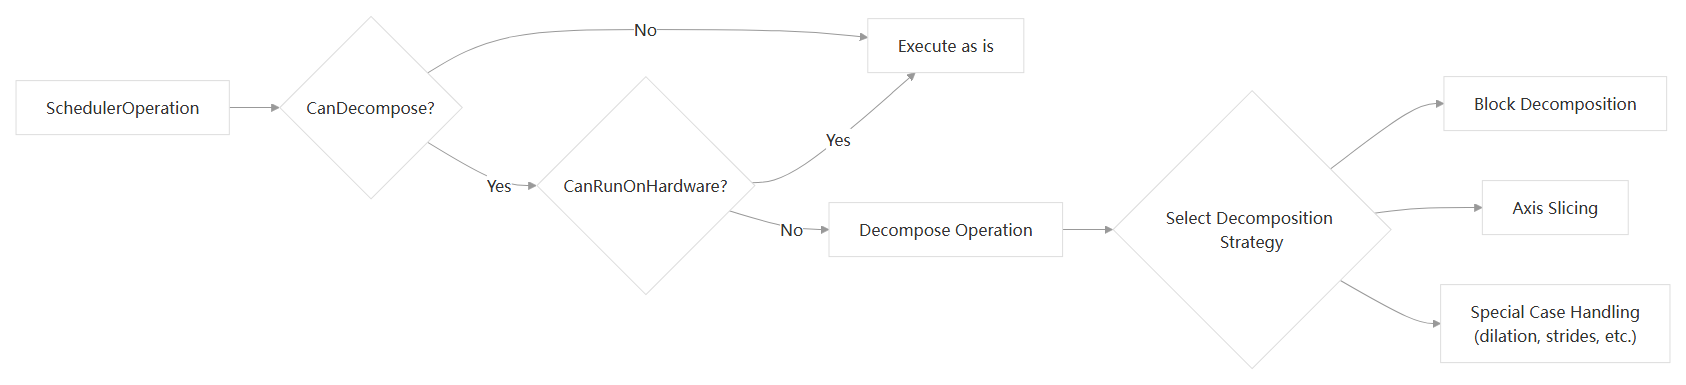 SchedulerOperation
CanDecompose?
No
Yes
Execute as is
CanRunOnHardware?
Yes
No
Decompose Operation
Select Decomposition
Strategy
Block Decomposition
Axis Slicing
Special Case Handling
(dilation, strides, etc.)